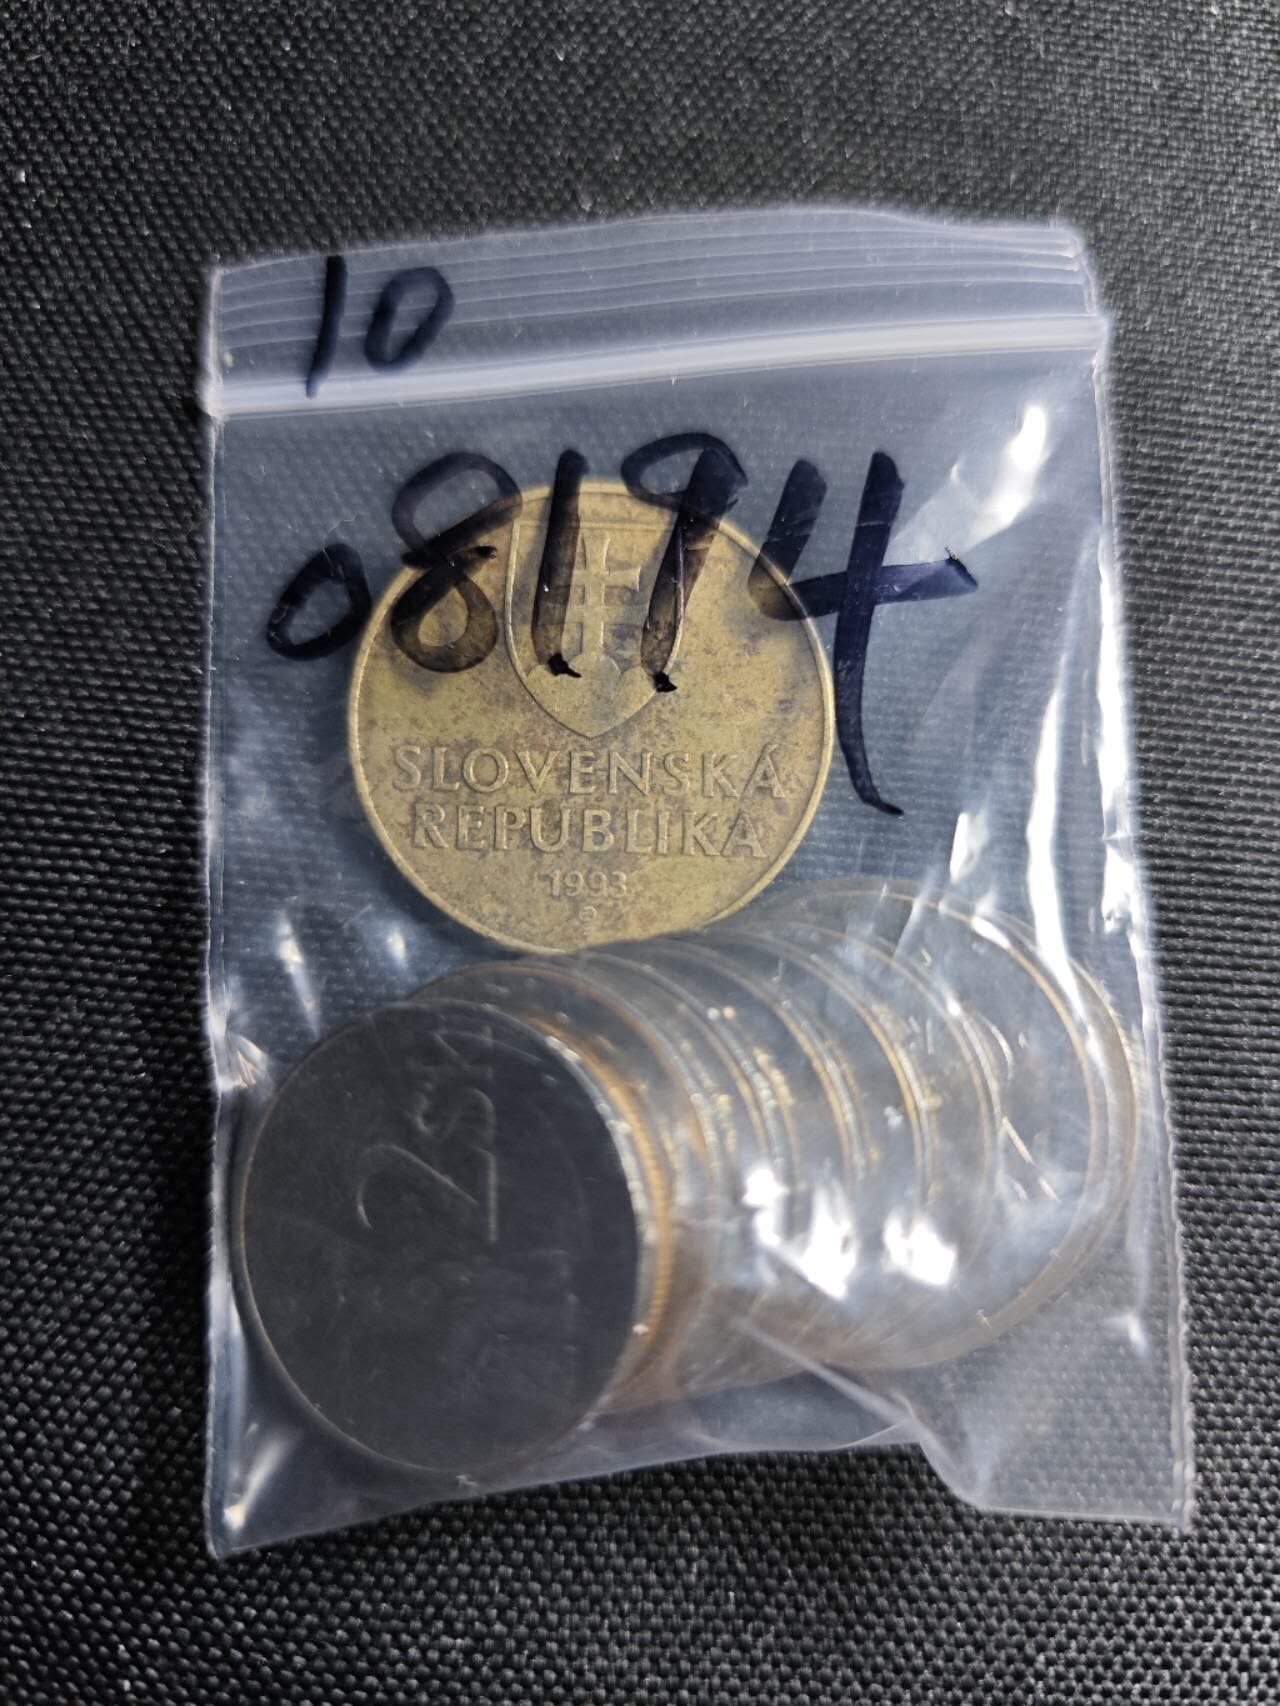 10
08194
SLOVENSKÁ
REPUBLIKA
1993
2 Sk